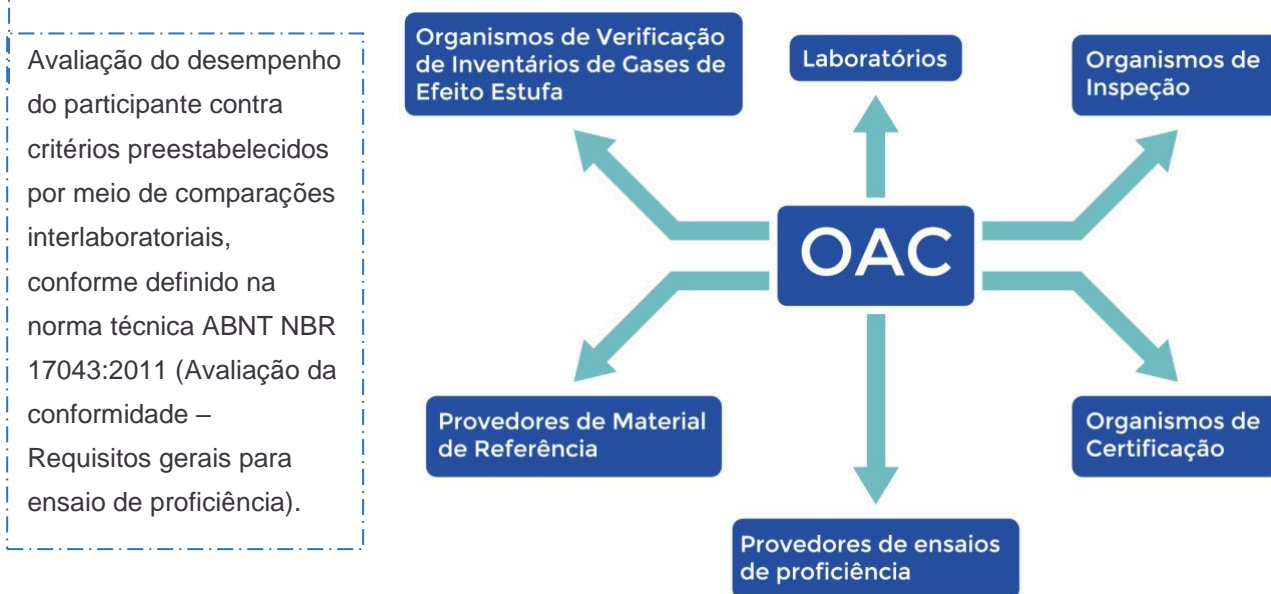 Avaliação do desempenho
do participante contra
critérios preestabelecidos
por meio de comparações
interlaboratoriais,
conforme definido na
norma técnica ABNT NBR
17043:2011 (Avaliação da
conformidade –
Requisitos gerais para
ensaio de proficiência).
Organismos de Verificação
de Inventários de Gases de
Efeito Estufa
Laboratórios
Organismos de
Inspeção
OAC
Provedores de Material
de Referência
Organismos de
Certificação
Provedores de ensaios
de proficiência